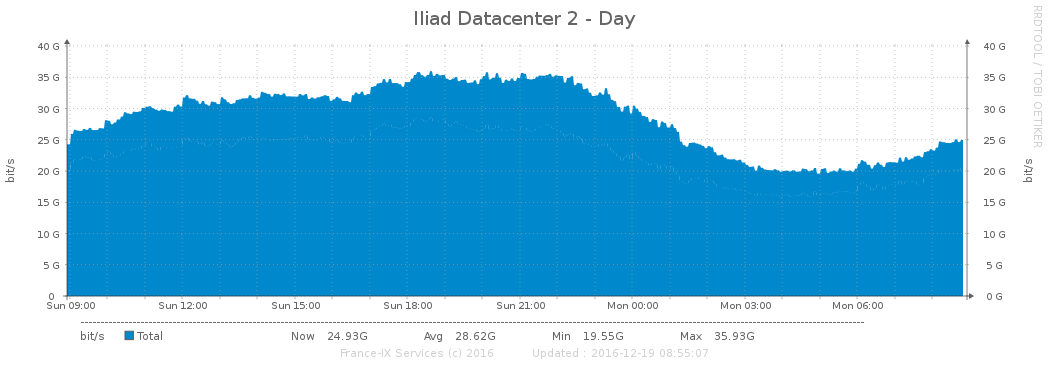 Iliad Datacenter 2 - Day
RRDTOOL / TOBI OETIKER
40 G 40 G
35 G 35 G
30 G 30 G
25 G 25 G
20 G 20 G
15 G 15 G
10 G 10 G
5 G 5 G
0 0 G
bit/s bit/s
Sun 09:00 Sun 12:00 Sun 15:00 Sun 18:00 Sun 21:00 Mon 00:00 Mon 03:00 Mon 06:00
bit/s Total Now 24.93G Avg 28.62G Min 19.55G Max 35.93G
France-IX Services (c) 2016 Updated : 2016-12-19 08:55:07